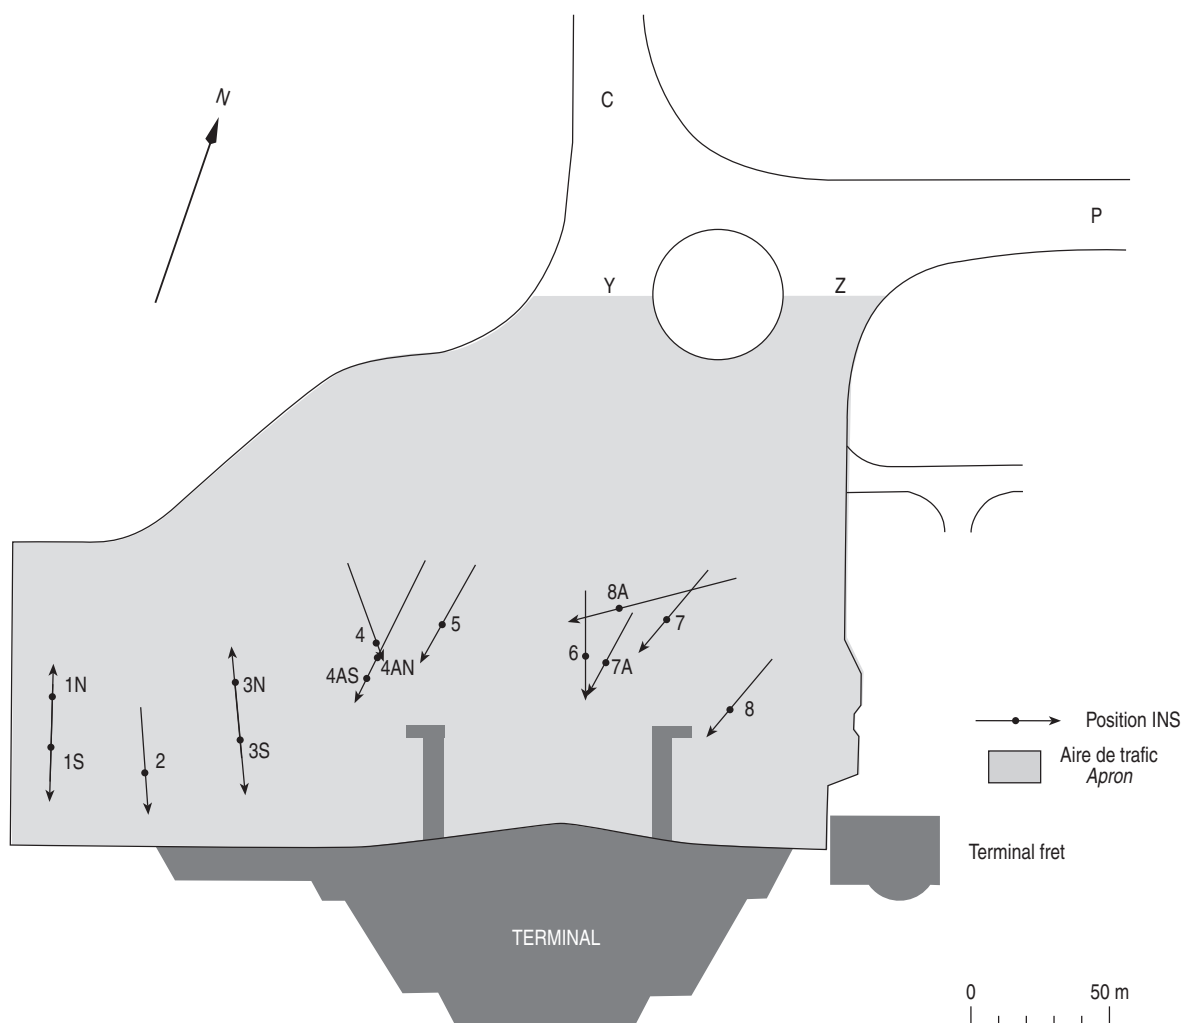 N
C
P
Y
Z
8A
4
5
7
6
7A
4AS
4AN
1N
3N
8
1S
2
3S
Position INS
Aire de trafic
Apron
Terminal fret
TERMINAL
0 50 m